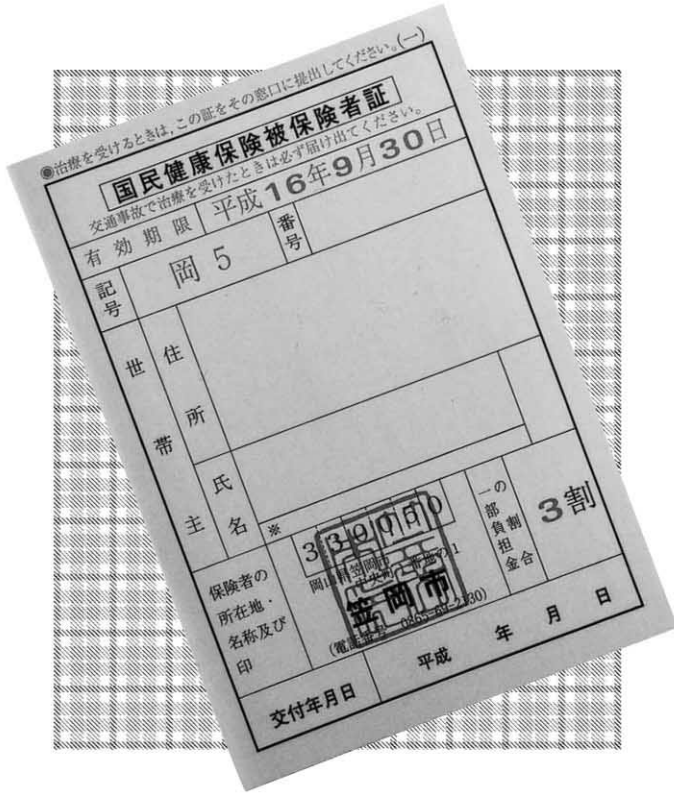 ●治療を受けるときは,この証をその窓口に提出してください。(一)
国民健康保険被保険者証
交通事故で治療を受けたときは必ず届け出てください。
有効期限 平成16年9月30日
記号 岡5 番号
世帯主
住所
氏名
※ 330050
一部負担金の割合 3割
保険者の所在地・名称及び印
笠岡市
交付年月日 平成 年 月 日